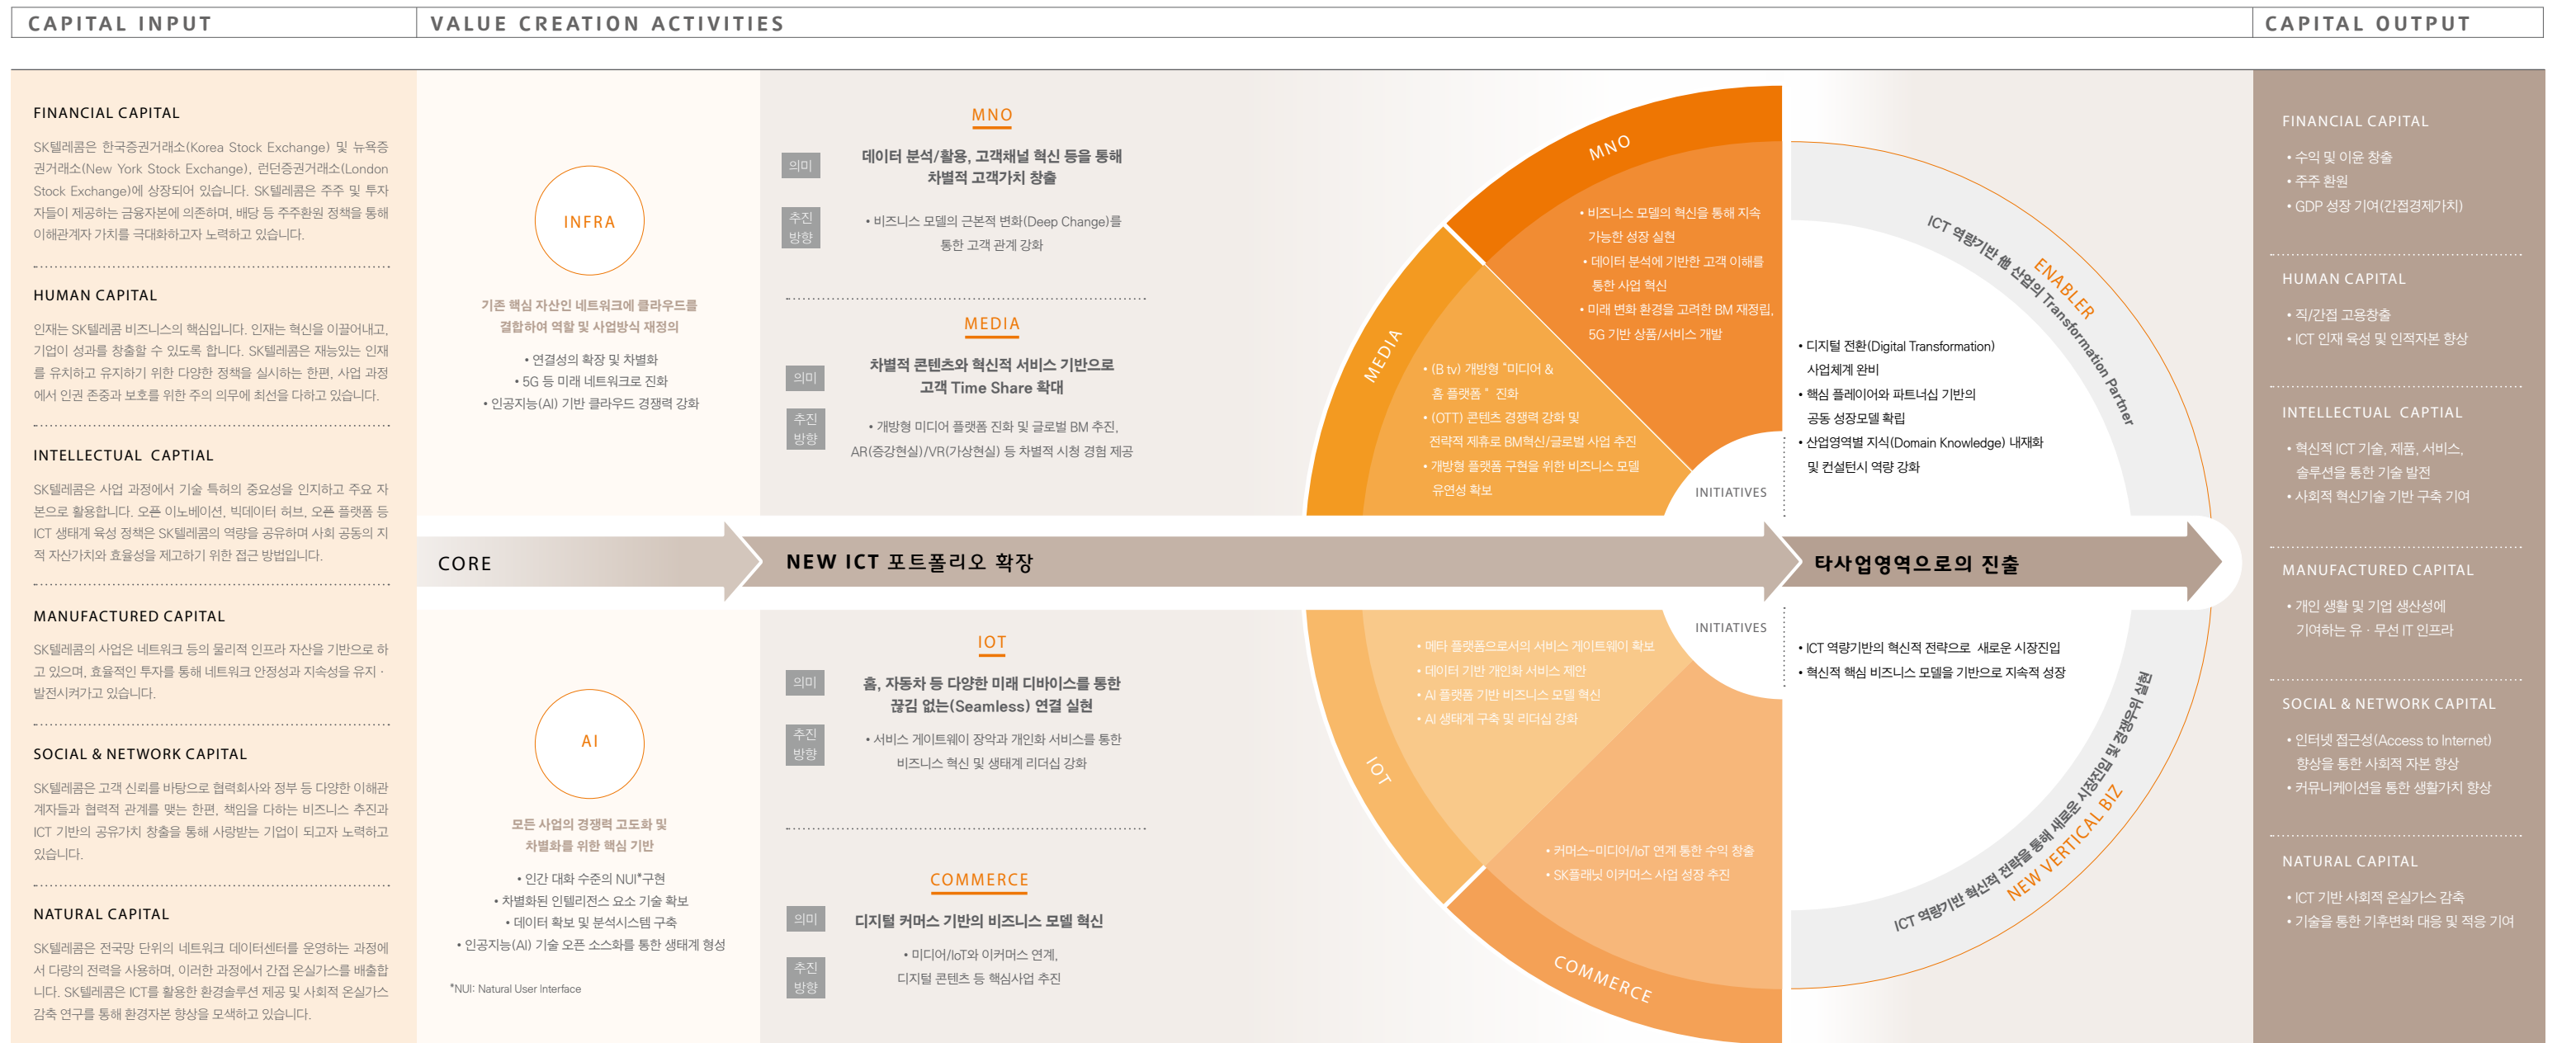 CAPITAL INPUT
VALUE CREATION ACTIVITIES
CAPITAL OUTPUT
FINANCIAL CAPITAL
SK텔레콤은 한국증권거래소(Korea Stock Exchange) 및 뉴욕증
권거래소(New York Stock Exchange), 런던증권거래소(London
Stock Exchange)에 상장되어 있습니다. SK텔레콤은 주주 및 투자
자들이 제공하는 금융자본에 의존하며, 배당 등 주주환원 정책을 통해
이해관계자 가치를 극대화하고자 노력하고 있습니다.
HUMAN CAPITAL
인재는 SK텔레콤 비즈니스의 핵심입니다. 인재는 혁신을 이끌어내고,
기업이 성과를 창출할 수 있도록 합니다. SK텔레콤은 재능있는 인재
를 유치하고 유지하기 위한 다양한 정책을 실시하는 한편, 사업 과정
에서 인권 존중과 보호를 위한 주의 의무에 최선을 다하고 있습니다.
INTELLECTUAL CAPTIAL
SK텔레콤은 사업 과정에서 기술 특허의 중요성을 인지하고 주요 자
본으로 활용합니다. 오픈 이노베이션, 빅데이터 허브, 오픈 플랫폼 등
ICT 생태계 육성 정책은 SK텔레콤의 역량을 공유하며 사회 공동의 지
적 자산가치와 효율성을 제고하기 위한 접근 방법입니다.
MANUFACTURED CAPITAL
SK텔레콤의 사업은 네트워크 등의 물리적 인프라 자산을 기반으로 하
고 있으며, 효율적인 투자를 통해 네트워크 안정성과 지속성을 유지 ·
발전시켜가고 있습니다.
SOCIAL & NETWORK CAPITAL
SK텔레콤은 고객 신뢰를 바탕으로 협력회사와 정부 등 다양한 이해관
계자들과 협력적 관계를 맺는 한편, 책임을 다하는 비즈니스 추진과
ICT 기반의 공유가치 창출을 통해 사랑받는 기업이 되고자 노력하고
있습니다.
NATURAL CAPITAL
SK텔레콤은 전국망 단위의 네트워크 데이터센터를 운영하는 과정에
서 다량의 전력을 사용하며, 이러한 과정에서 간접 온실가스를 배출합
니다. SK텔레콤은 ICT를 활용한 환경솔루션 제공 및 사회적 온실가스
감축 연구를 통해 환경자본 향상을 모색하고 있습니다.
INFRA
기존 핵심 자산인 네트워크에 클라우드를
결합하여 역할 및 사업방식 재정의
• 연결성의 확장 및 차별화
• 5G 등 미래 네트워크로 진화
• 인공지능(AI) 기반 클라우드 경쟁력 강화
CORE
AI
모든 사업의 경쟁력 고도화 및
차별화를 위한 핵심 기반
• 인간 대화 수준의 NUI*구현
• 차별화된 인텔리전스 요소 기술 확보
• 데이터 확보 및 분석시스템 구축
• 인공지능(AI) 기술 오픈 소스화를 통한 생태계 형성
*NUI: Natural User Interface
MNO
의미
데이터 분석/활용, 고객채널 혁신 등을 통해
차별적 고객가치 창출
추진
방향
• 비즈니스 모델의 근본적 변화(Deep Change)를
통한 고객 관계 강화
MEDIA
의미
차별적 콘텐츠와 혁신적 서비스 기반으로
고객 Time Share 확대
추진
방향
• 개방형 미디어 플랫폼 진화 및 글로벌 BM 추진,
AR(증강현실)/VR(가상현실) 등 차별적 시청 경험 제공
NEW ICT 포트폴리오 확장
IOT
의미
홈, 자동차 등 다양한 미래 디바이스를 통한
끊김 없는(Seamless) 연결 실현
추진
방향
• 서비스 게이트웨이 장악과 개인화 서비스를 통한
비즈니스 혁신 및 생태계 리더십 강화
COMMERCE
의미
디지털 커머스 기반의 비즈니스 모델 혁신
추진
방향
• 미디어/IoT와 이커머스 연계,
디지털 콘텐츠 등 핵심사업 추진
MNO
• 비즈니스 모델의 혁신을 통해 지속
가능한 성장 실현
• 데이터 분석에 기반한 고객 이해를
통한 사업 혁신
• 미래 변화 환경을 고려한 BM 재정립,
5G 기반 상품/서비스 개발
MEDIA
• (B tv) 개방형 “미디어 &
홈 플랫폼 “ 진화
• (OTT) 콘텐츠 경쟁력 강화 및
전략적 제휴로 BM혁신/글로벌 사업 추진
• 개방형 플랫폼 구현을 위한 비즈니스 모델
유연성 확보
INITIATIVES
INITIATIVES
IOT
• 메타 플랫폼으로서의 서비스 게이트웨이 확보
• 데이터 기반 개인화 서비스 제안
• AI 플랫폼 기반 비즈니스 모델 혁신
• AI 생태계 구축 및 리더십 강화
COMMERCE
• 커머스-미디어/IoT 연계 통한 수익 창출
• SK플래닛 이커머스 사업 성장 추진
ENABLER
ICT 역량기반 他 산업의 Transformation Partner
• 디지털 전환(Digital Transformation)
사업체계 완비
• 핵심 플레이어와 파트너십 기반의
공동 성장모델 확립
• 산업영역별 지식(Domain Knowledge) 내재화
및 컨설턴시 역량 강화
타사업영역으로의 진출
• ICT 역량기반의 혁신적 전략으로 새로운 시장진입
• 혁신적 핵심 비즈니스 모델을 기반으로 지속적 성장
ICT 역량기반 혁신적 전략을 통해 새로운 시장진입 및 경쟁우위 실현
NEW VERTICAL BIZ
FINANCIAL CAPITAL
• 수익 및 이윤 창출
• 주주 환원
• GDP 성장 기여(간접경제가치)
HUMAN CAPITAL
• 직/간접 고용창출
• ICT 인재 육성 및 인적자본 향상
INTELLECTUAL CAPTIAL
• 혁신적 ICT 기술, 제품, 서비스,
솔루션을 통한 기술 발전
• 사회적 혁신기술 기반 구축 기여
MANUFACTURED CAPITAL
• 개인 생활 및 기업 생산성에
기여하는 유 · 무선 IT 인프라
SOCIAL & NETWORK CAPITAL
• 인터넷 접근성(Access to Internet)
향상을 통한 사회적 자본 향상
• 커뮤니케이션을 통한 생활가치 향상
NATURAL CAPITAL
• ICT 기반 사회적 온실가스 감축
• 기술을 통한 기후변화 대응 및 적응 기여